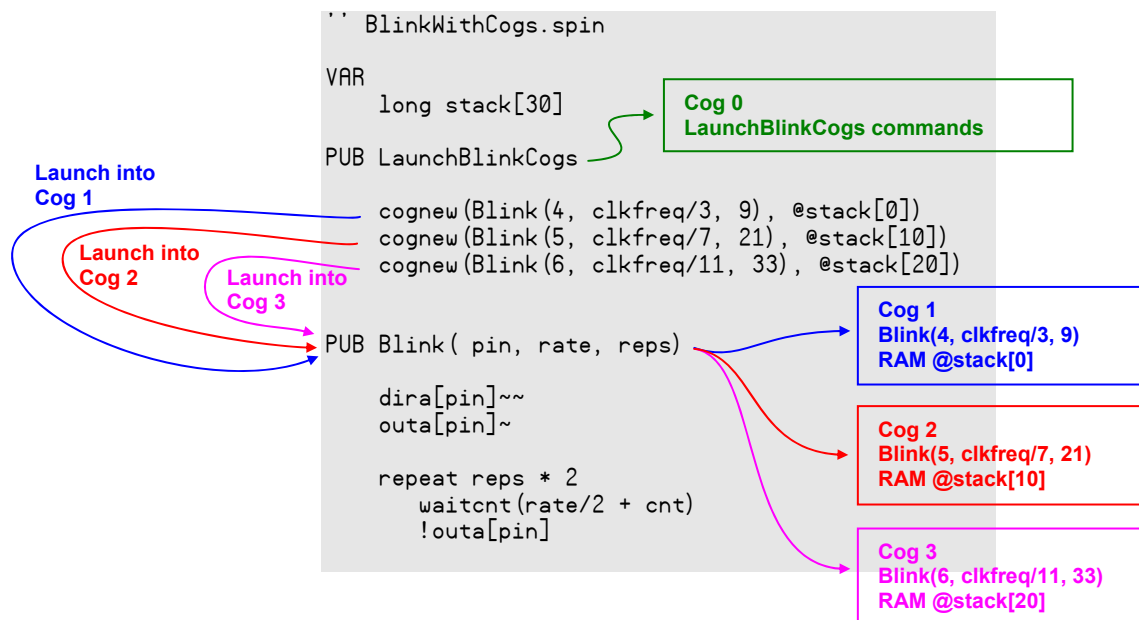 '' BlinkWithCogs.spin
VAR
long stack[30]
Cog 0
LaunchBlinkCogs commands
PUB LaunchBlinkCogs
Launch into
Cog 1
cognew(Blink(4, clkfreq/3, 9), @stack[0])
cognew(Blink(5, clkfreq/7, 21), @stack[10])
cognew(Blink(6, clkfreq/11, 33), @stack[20])
Launch into
Cog 2
Launch into
Cog 3
PUB Blink( pin, rate, reps)
Cog 1
Blink(4, clkfreq/3, 9)
RAM @stack[0]
dira[pin]~~
outa[pin]~
Cog 2
Blink(5, clkfreq/7, 21)
RAM @stack[10]
repeat reps * 2
waitcnt(rate/2 + cnt)
!outa[pin]
Cog 3
Blink(6, clkfreq/11, 33)
RAM @stack[20]